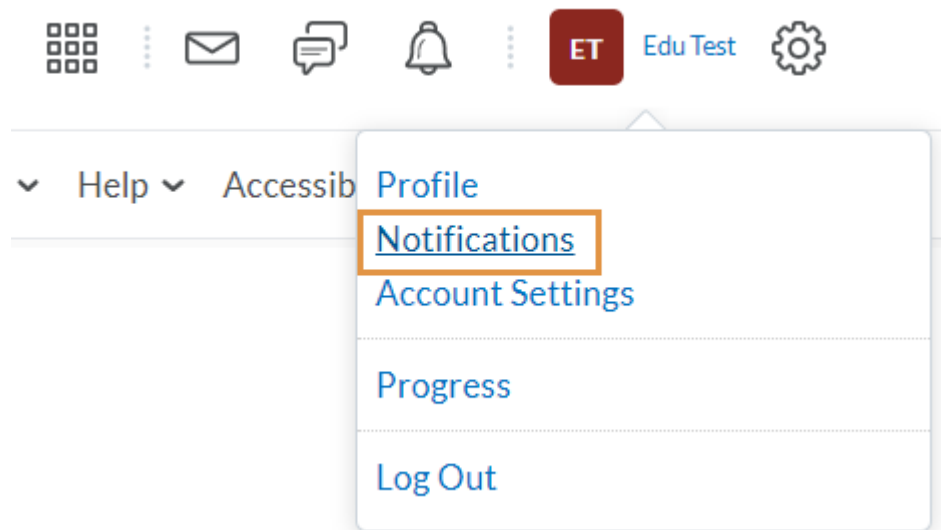 ET Edu Test
Help Accessib
Profile
Notifications
Account Settings
Progress
Log Out